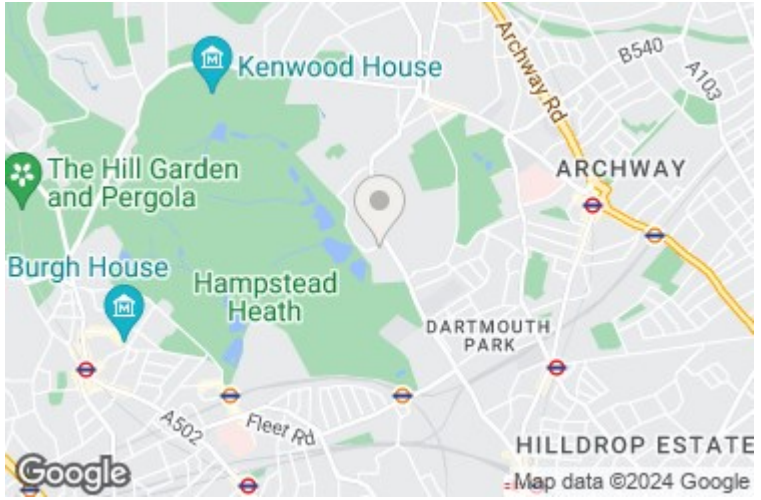 Kenwood House
Archway Rd
B540
A103
The Hill Garden
and Pergola
ARCHWAY
Burgh House
Hampstead
Heath
DARTMOUTH
PARK
A502
Fleet Rd
HILLDROP ESTATE
Google
Map data ©2024 Google